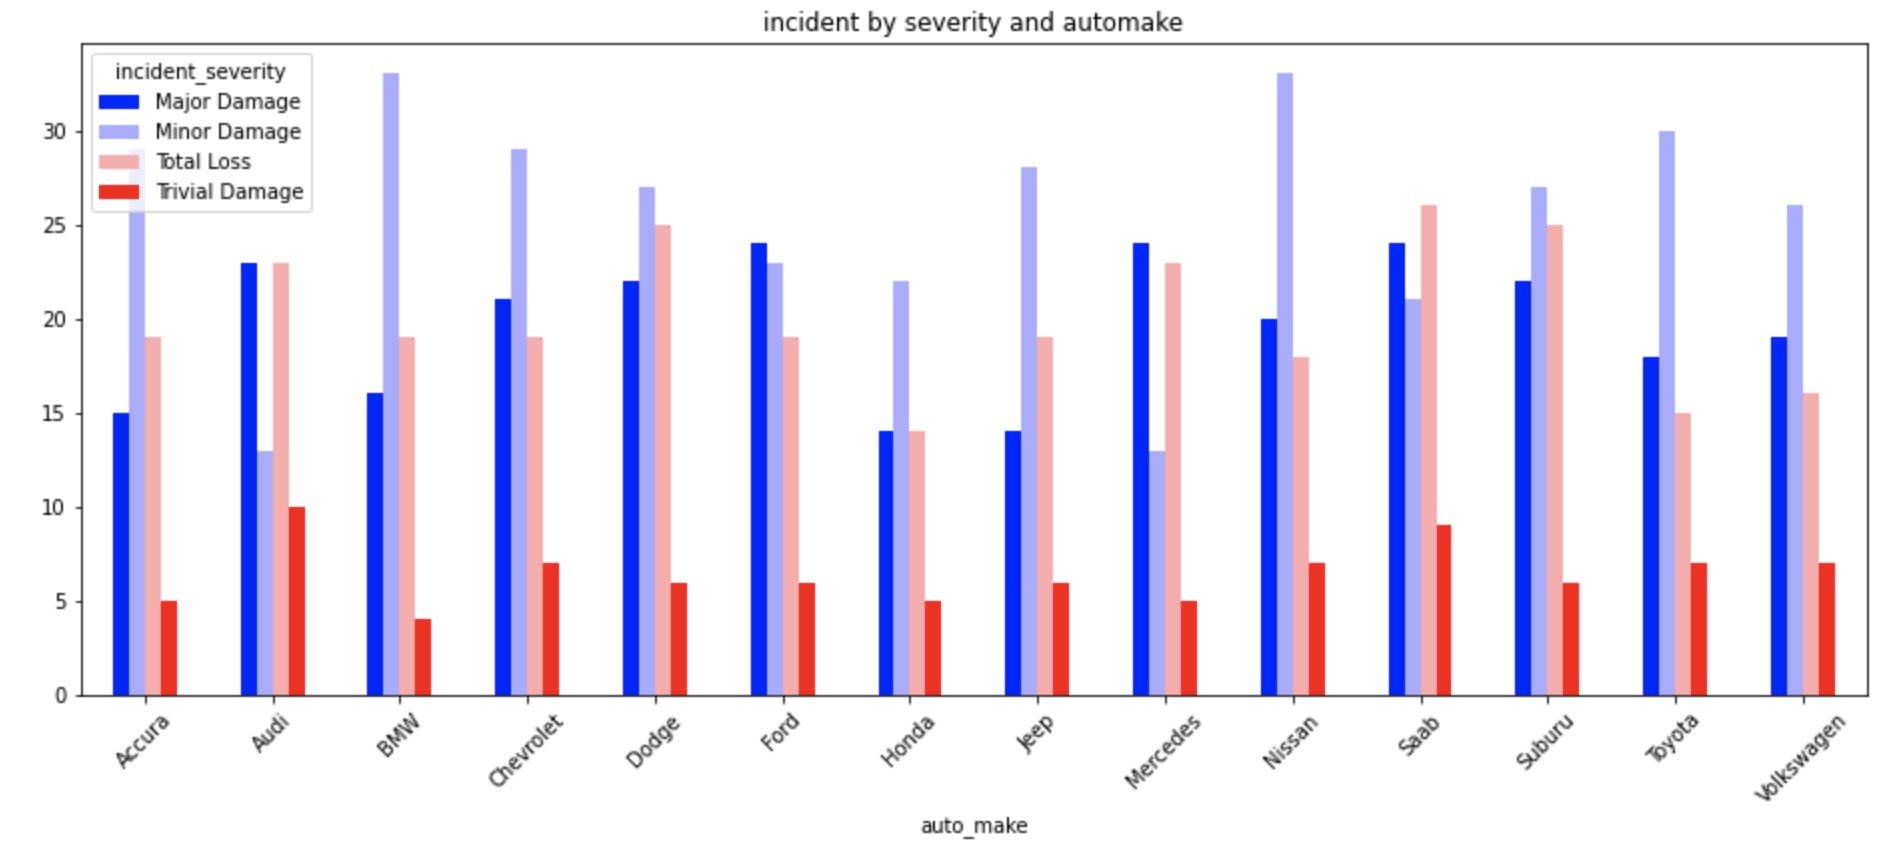 incident by severity and automake
incident_severity
Major Damage
Minor Damage
Total Loss
Trivial Damage
30
25
20
15
10
5
0
Accura
Audi
BMW
Chevrolet
Dodge
Ford
Honda
Jeep
Mercedes
Nissan
Saab
Suburu
Toyota
Volkswagen
auto_make